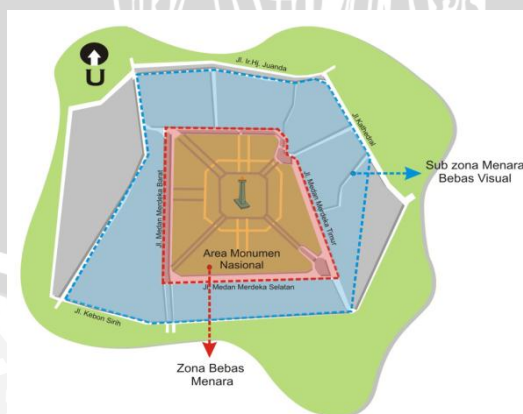 U
Jl. Ir.Hj. Juanda
Jl.Kathedral
Sub zona Menara
Bebas Visual
Jl. Medan Merdeka Barat
Jl. Medan Merdeka Timur
Area Monumen
Nasional
Jl. Medan Merdeka Selatan
Jl. Kebon Sirih
Zona Bebas
Menara